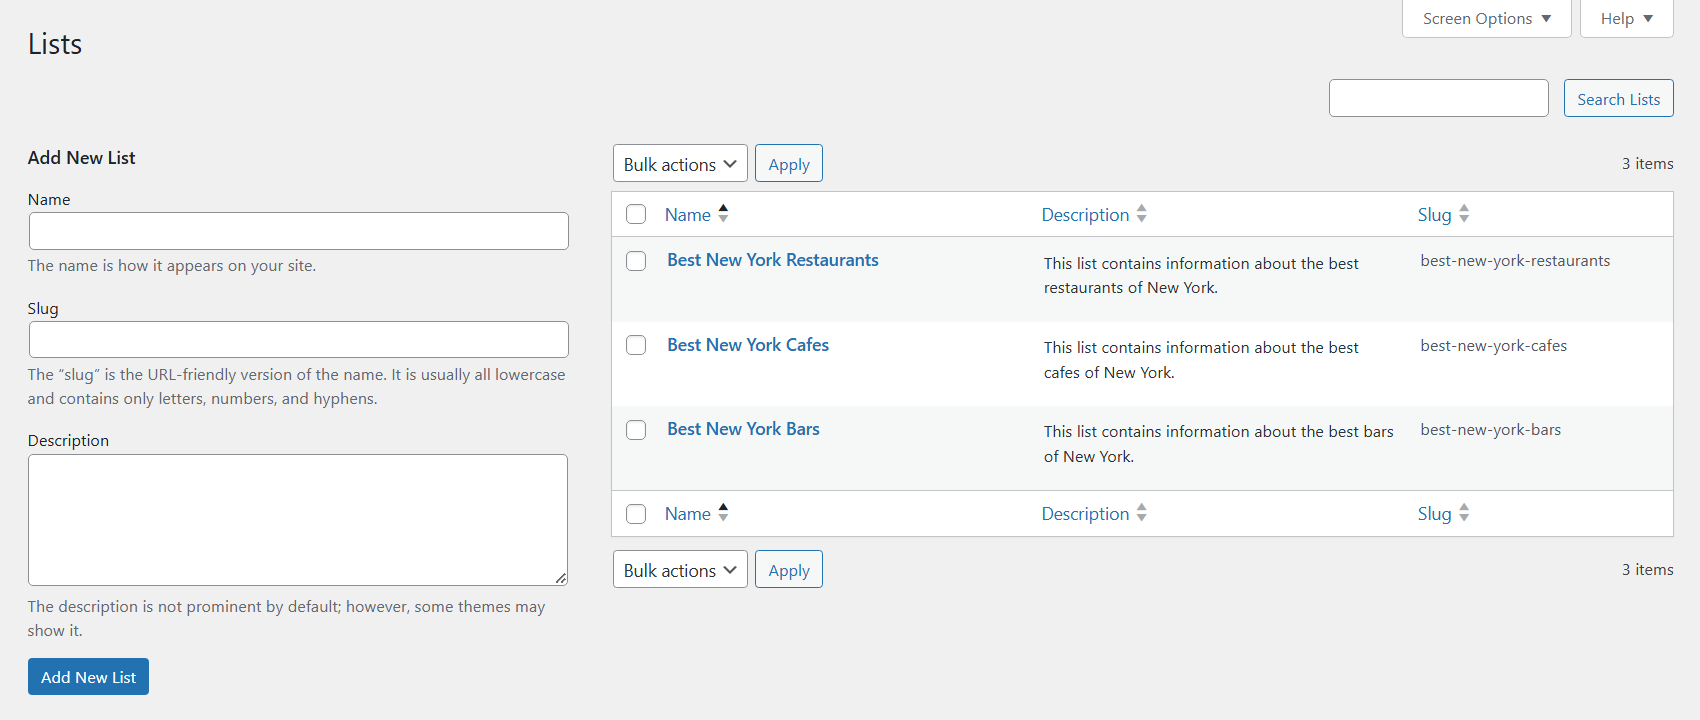 Screen Options
Help
Lists
Search Lists
Add New List
Name
The name is how it appears on your site.
Slug
The “slug” is the URL-friendly version of the name. It is usually all lowercase
and contains only letters, numbers, and hyphens.
Description
The description is not prominent by default; however, some themes may
show it.
Add New List
Bulk actions
Apply
3 items
Name
Description
Slug
Best New York Restaurants
This list contains information about the best
restaurants of New York.
best-new-york-restaurants
Best New York Cafes
This list contains information about the best
cafes of New York.
best-new-york-cafes
Best New York Bars
This list contains information about the best bars
of New York.
best-new-york-bars
Name
Description
Slug
Bulk actions
Apply
3 items